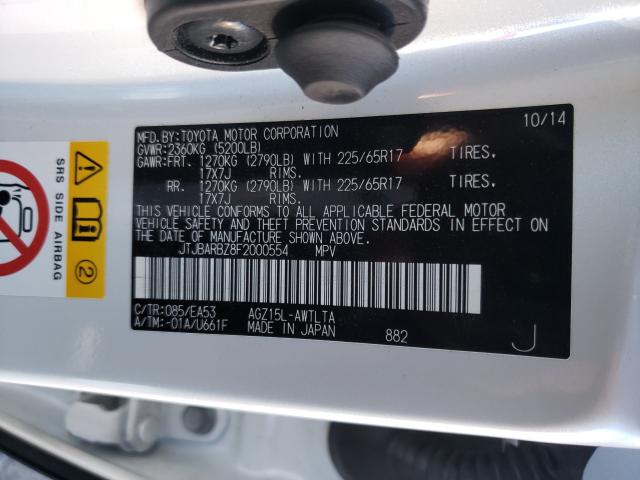 10/14
MFD.BY:TOYOTA MOTOR CORPORATION
GVWR:2360KG (5200LB)
GAWR:FRT. 1270KG (2790LB) WITH 225/65R17 TIRES,
17X7J RIMS.
RR. 1270KG (2790LB) WITH 225/65R17 TIRES,
17X7J RIMS.
THIS VEHICLE CONFORMS TO ALL APPLICABLE FEDERAL MOTOR
VEHICLE SAFETY AND THEFT PREVENTION STANDARDS IN EFFECT ON
THE DATE OF MANUFACTURE SHOWN ABOVE.
JTJBARBZ8F2000554 MPV
C/TR:085/EA53 AGZ15L-AWTLTA
A/TM:-01A/U661F MADE IN JAPAN 882
J
SRS SIDE AIRBAG
2